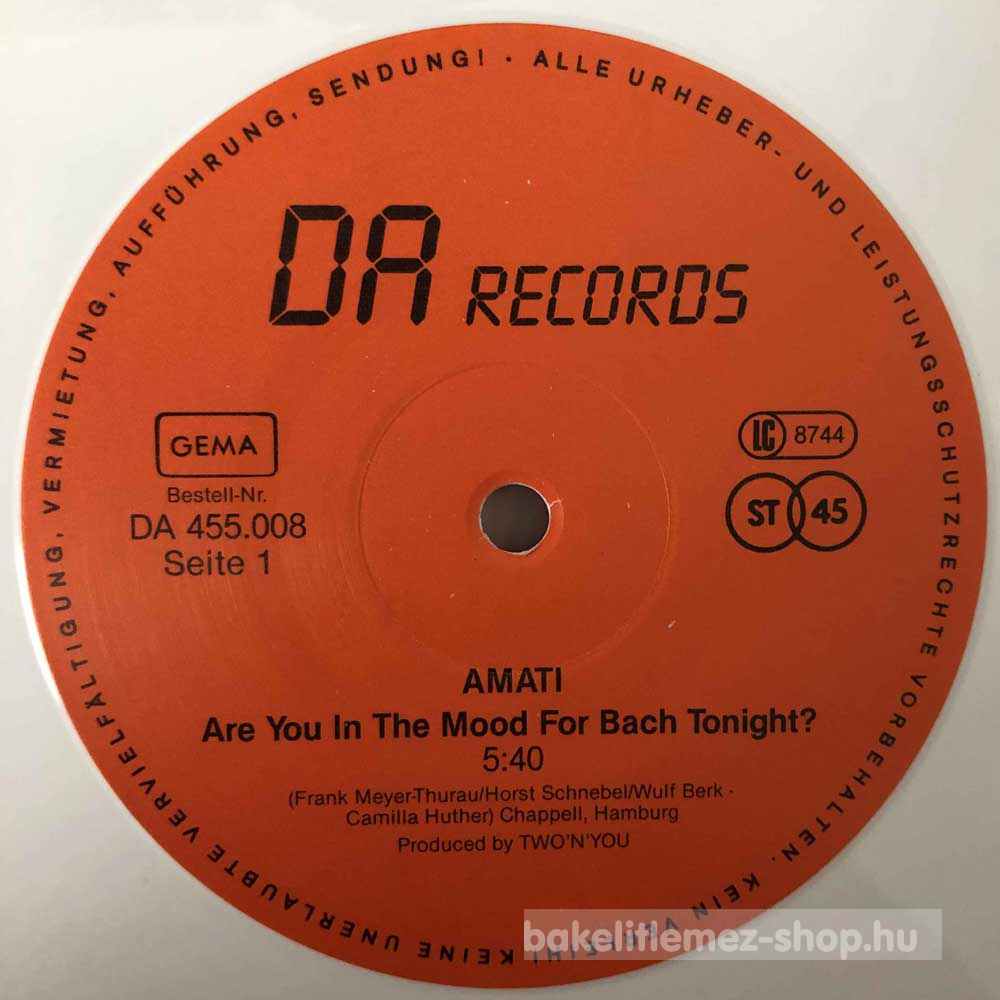 ALLE URHEBER- UND LEISTUNGSSCHUTZRECHTE VORBEHALTEN. KEIN VERLEIH! KEINE UNERLAUBTE VERVIELFÄLTIGUNG, VERMIETUNG, AUFFÜHRUNG, SENDUNG! ·
DA RECORDS
GEMA
LC 8744
Bestell-Nr.
DA 455.008
Seite 1
ST 45
AMATI
Are You In The Mood For Bach Tonight?
5:40
(Frank Meyer-Thurau/Horst Schnebel/Wulf Berk -
Camilla Huther) Chappell, Hamburg
Produced by TWO'N'YOU
bakelitlemez-shop.hu